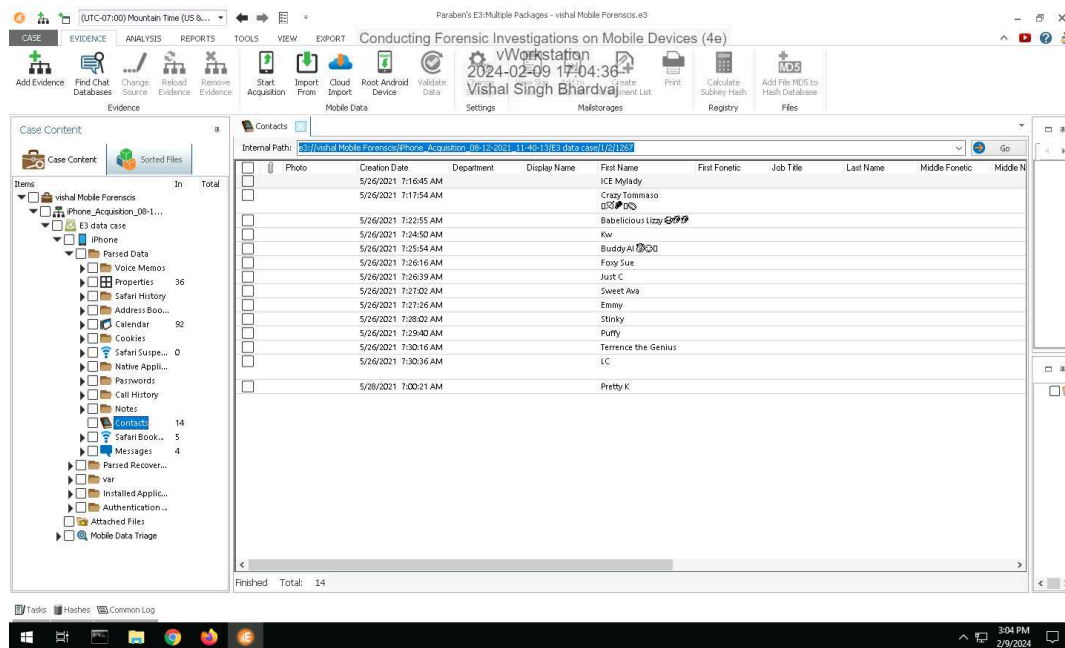 (UTC-07:00) Mountain Time (US &...
Paraben's E3:Multiple Packages - vishal Mobile Forenscis.e3
CASE EVIDENCE ANALYSIS REPORTS TOOLS VIEW EXPORT
Conducting Forensic Investigations on Mobile Devices (4e)
vWorkstation
2024-02-09 17:04:36
Vishal Singh Bhardvaj
Add Evidence
Find Chat Databases
Change Source
Reload Evidence
Remove Evidence
Start Acquisition
Import From
Cloud Import
Root Android Device
Validate Data
Create
ment List
Print
Calculate Subkey Hash
MD5
Add File MD5 to Hash Database
Evidence Mobile Data Settings Mailstorages Registry Files
Case Content
Case Content Sorted Files
Items In Total
vishal Mobile Forenscis
iPhone_Acquisition_08-1...
E3 data case
iPhone
Parsed Data
Voice Memos
Properties 36
Safari History
Address Boo...
Calendar 92
Cookies
Safari Suspe... 0
Native Appli...
Passwords
Call History
Notes
Contacts 14
Safari Book... 5
Messages 4
Parsed Recover...
var
Installed Applic...
Authentication ...
Attached Files
Mobile Data Triage
Contacts
Internal Path: e3://vishal Mobile Forenscis/iPhone_Acquisition_08-12-2021_11-40-13/E3 data case/1/2/1267 Go
Photo Creation Date Department Display Name First Name First Fonetic Job Title Last Name Middle Fonetic Middle N
5/26/2021 7:16:45 AM ICE Mylady
5/26/2021 7:17:54 AM Crazy Tommaso
5/26/2021 7:22:55 AM Babelicious Lizzy
5/26/2021 7:24:50 AM Kw
5/26/2021 7:25:54 AM Buddy Al
5/26/2021 7:26:16 AM Foxy Sue
5/26/2021 7:26:39 AM Just C
5/26/2021 7:27:02 AM Sweet Ava
5/26/2021 7:27:26 AM Emmy
5/26/2021 7:28:02 AM Stinky
5/26/2021 7:29:40 AM Puffy
5/26/2021 7:30:16 AM Terrence the Genius
5/26/2021 7:30:36 AM LC
5/28/2021 7:00:21 AM Pretty K
Finished Total: 14
Tasks Hashes Common Log
3:04 PM
2/9/2024